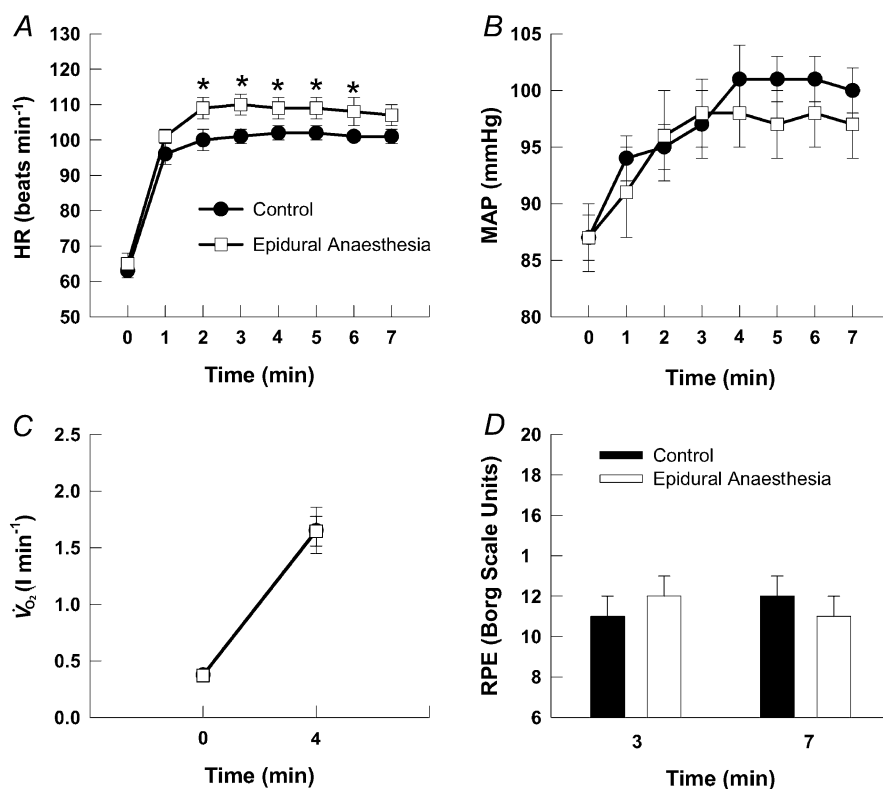 A
HR (beats min-1)
130
120
110
100
90
80
70
60
50
* * * * *
Control
Epidural Anaesthesia
0 1 2 3 4 5 6 7
Time (min)
B
MAP (mmHg)
105
100
95
90
85
80
0 1 2 3 4 5 6 7
Time (min)
C
V̇O2 (l min-1)
2.5
2.0
1.5
1.0
0.5
0.0
0 4
Time (min)
D
RPE (Borg Scale Units)
20
18
16
1
12
10
8
6
Control
Epidural Anaesthesia
3 7
Time (min)